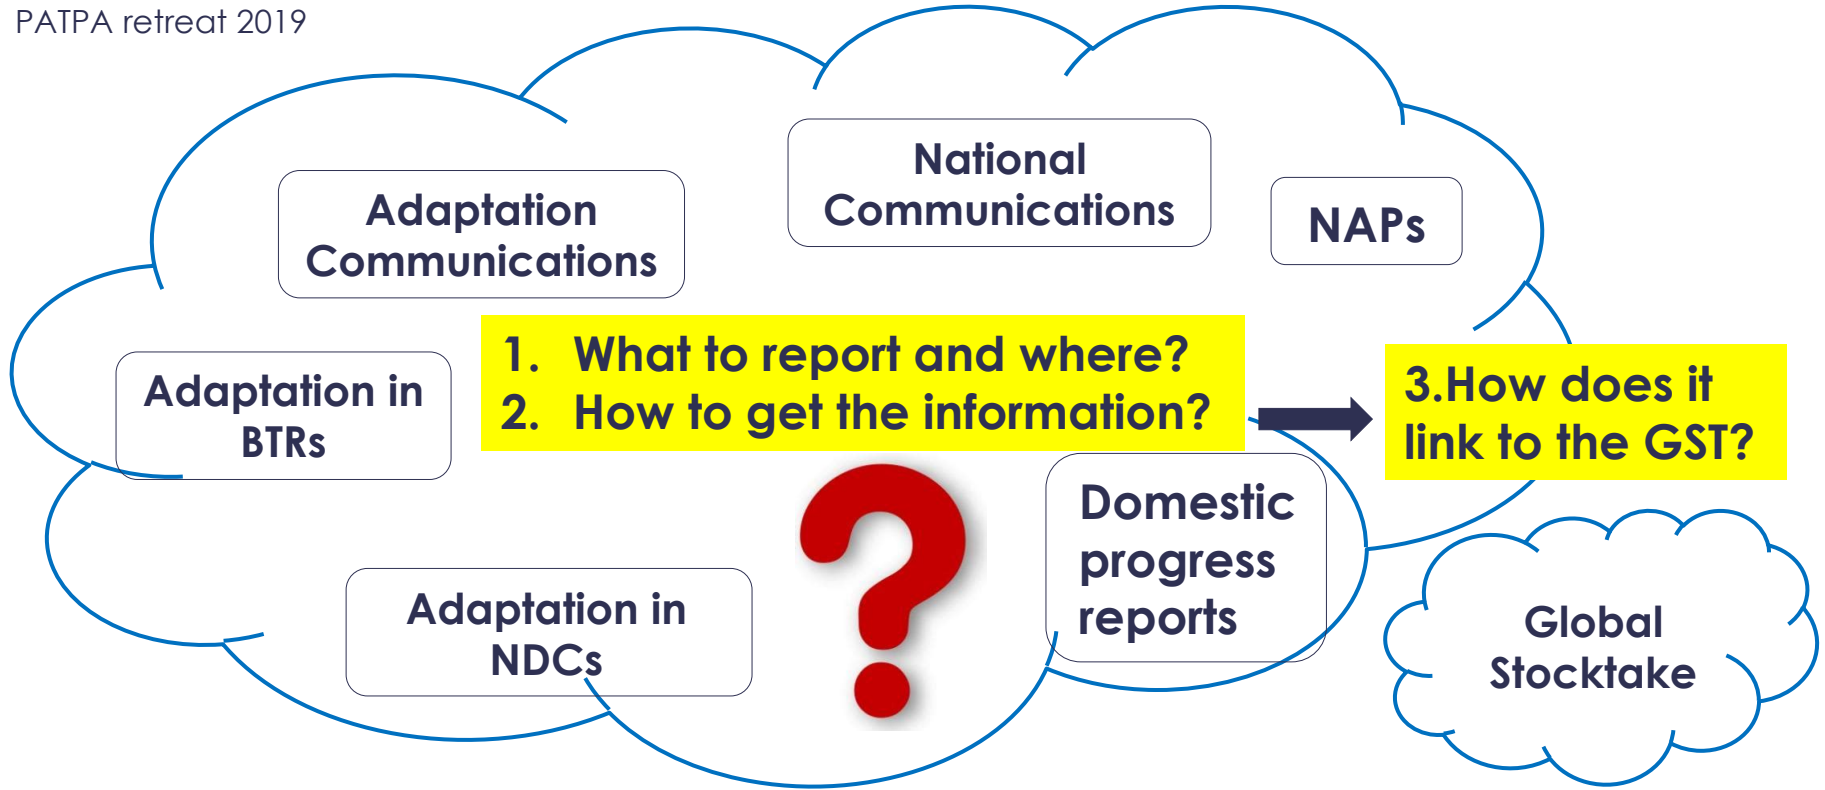 PATPA retreat 2019
National
Communications
Adaptation
Communications
NAPs
1. What to report and where?
2. How to get the information?
3.How does it
link to the GST?
Adaptation in
BTRs
Domestic
progress
reports
Adaptation in
NDCs
Global
Stocktake